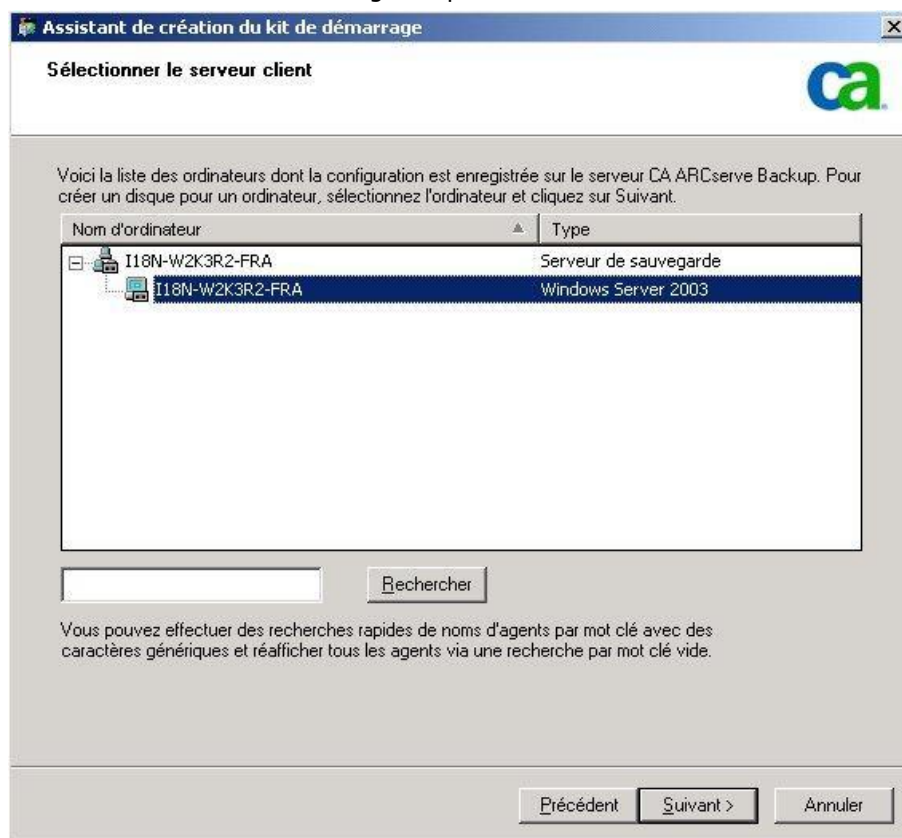 Assistant de création du kit de démarrage
Sélectionner le serveur client
ca
Voici la liste des ordinateurs dont la configuration est enregistrée sur le serveur CA ARCserve Backup. Pour
créer un disque pour un ordinateur, sélectionnez l'ordinateur et cliquez sur Suivant.
Nom d'ordinateur Type
I18N-W2K3R2-FRA Serveur de sauvegarde
I18N-W2K3R2-FRA Windows Server 2003
Rechercher
Vous pouvez effectuer des recherches rapides de noms d'agents par mot clé avec des
caractères génériques et réafficher tous les agents via une recherche par mot clé vide.
Précédent Suivant > Annuler